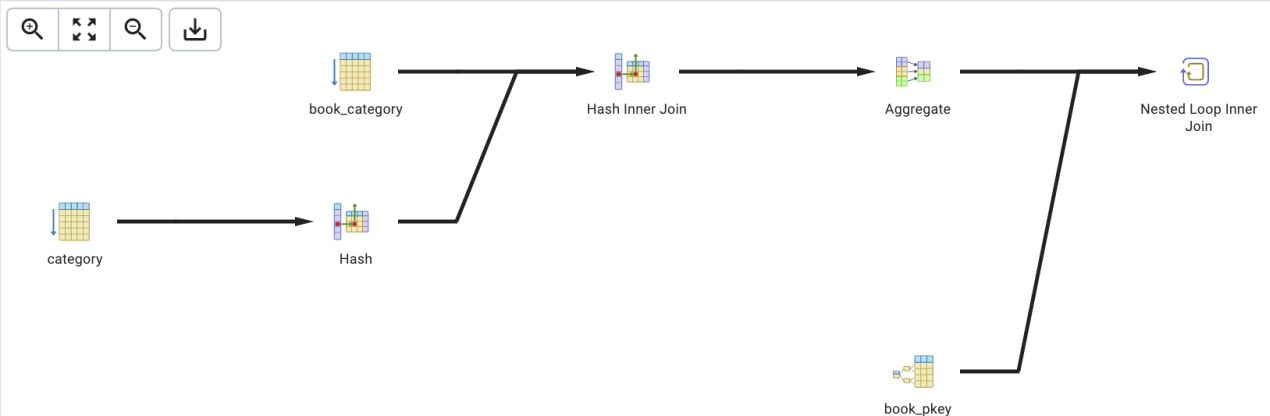 book_category
Hash Inner Join
Aggregate
Nested Loop Inner
Join
category
Hash
book_pkey